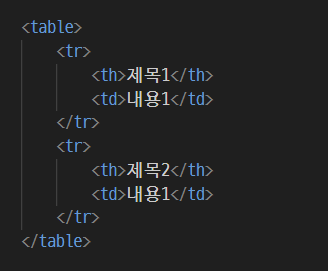 <table>
<tr>
<th>제목1</th>
<td>내용1</td>
</tr>
<tr>
<th>제목2</th>
<td>내용1</td>
</tr>
</table>